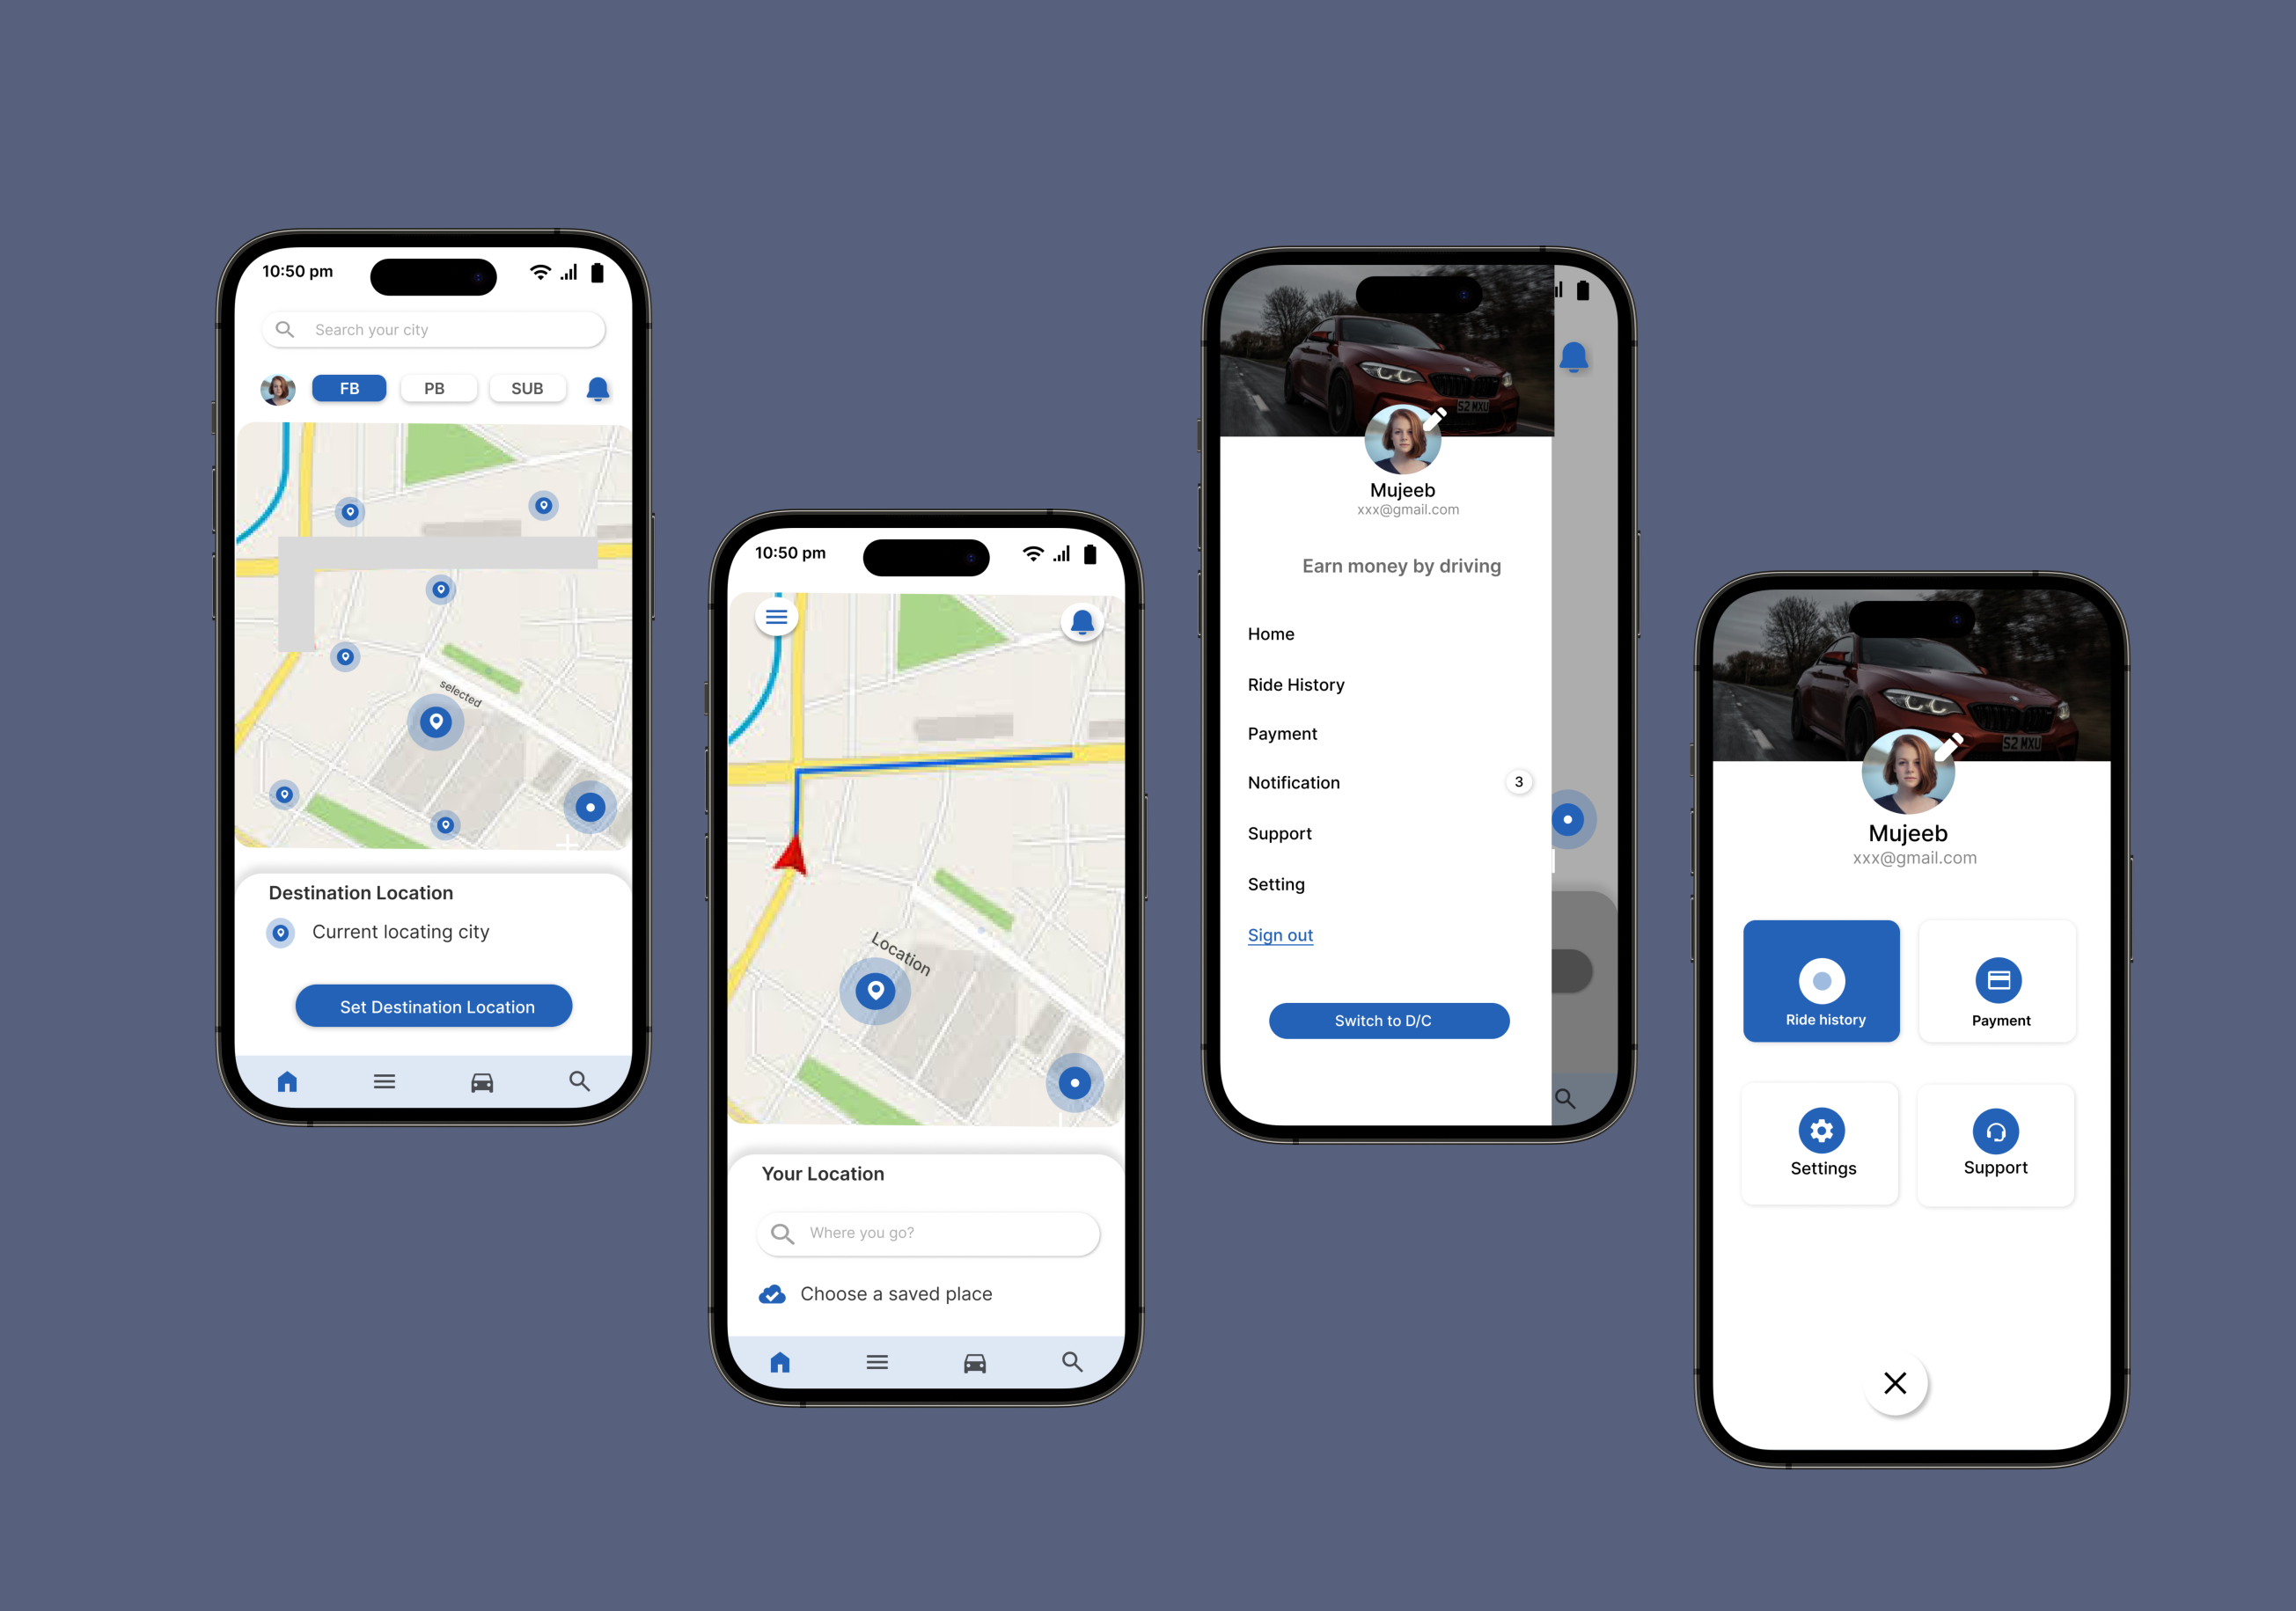 10:50 pm
Search your city
FB PB SUB
selected
Destination Location
Current locating city
Set Destination Location
10:50 pm
Location
Your Location
Where you go?
Choose a saved place
S2 MXU
Mujeeb
xxx@gmail.com
Earn money by driving
Home
Ride History
Payment
Notification 3
Support
Setting
Sign out
Switch to D/C
S2 MXU
Mujeeb
xxx@gmail.com
Ride history Payment
Settings Support